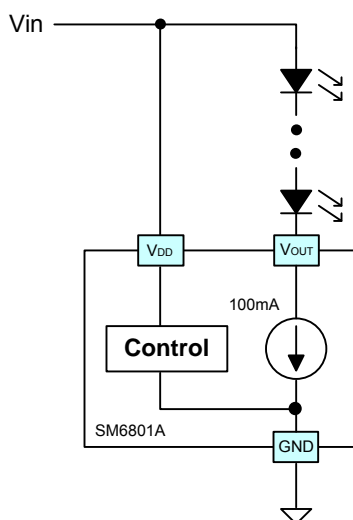 Vin
VDD
VOUT
100mA
Control
SM6801A
GND